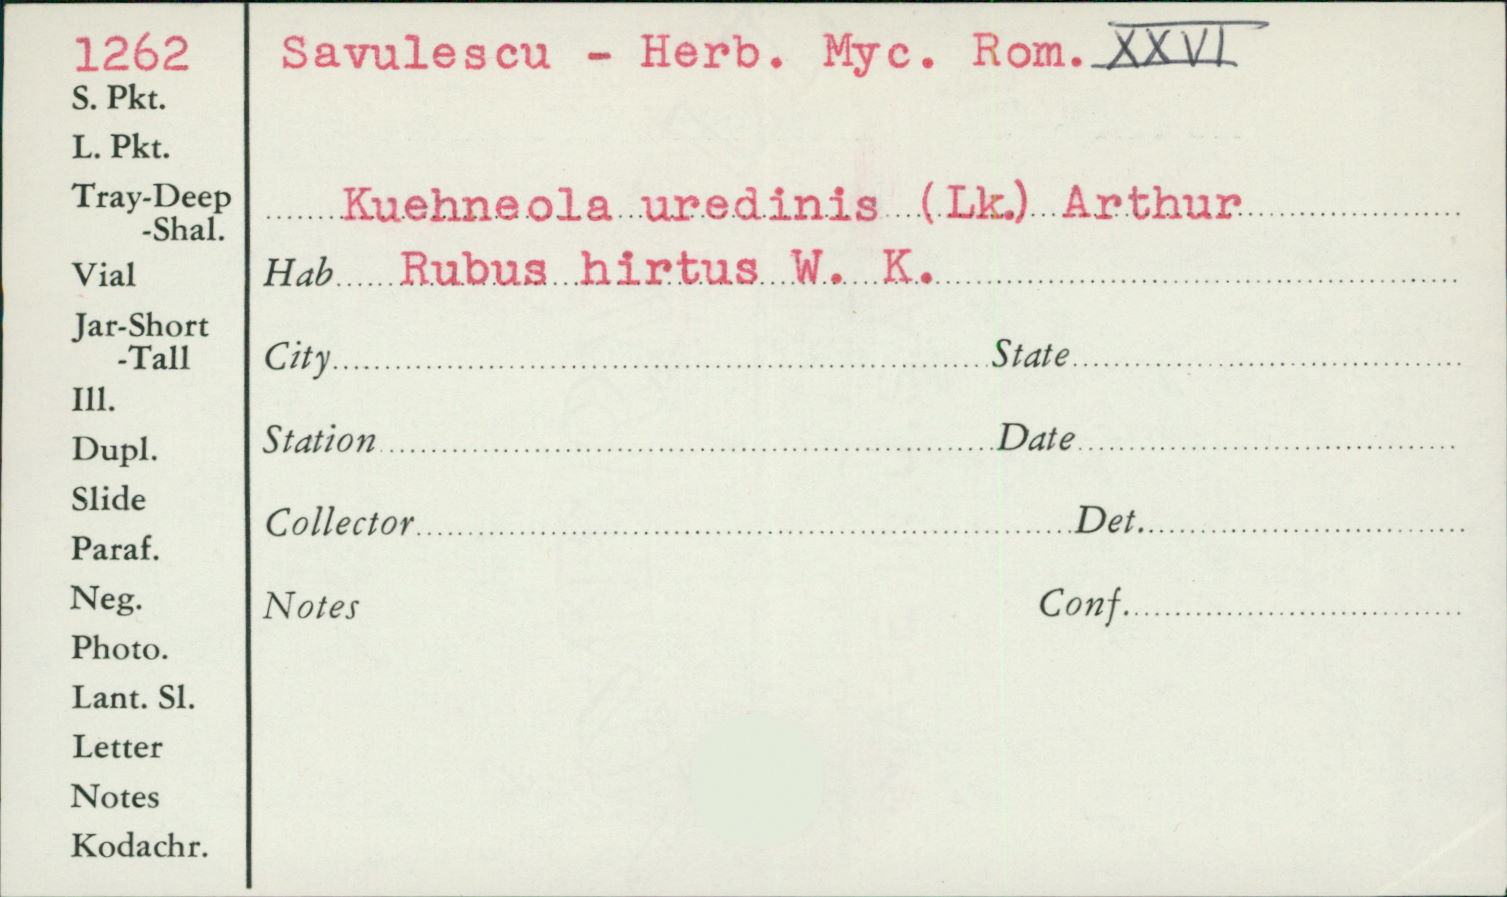 1262
Savulescu - Herb. Myc. Rom. XXVI
S. Pkt.
L. Pkt.
Tray-Deep
-Shal.
Vial
Jar-Short
-Tall
Ill.
Dupl.
Slide
Paraf.
Neg.
Photo.
Lant. Sl.
Letter
Notes
Kodachr.
Kuehneola uredinis (Lk.) Arthur
Hab Rubus hirtus W. K.
City State
Station Date
Collector Det.
Notes Conf.